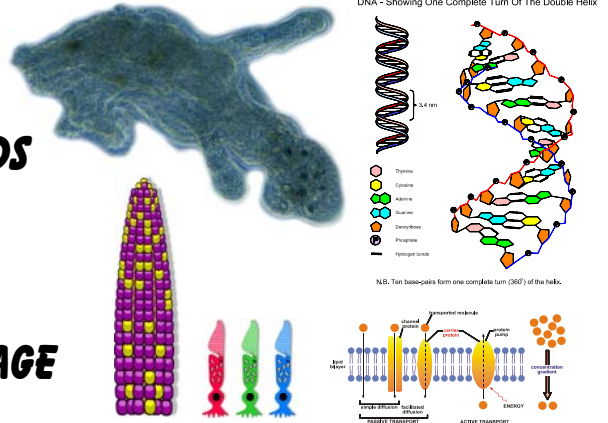 DNA - Showing One Complete Turn Of The Double Helix
3.4 nm
Thymine
Cytosine
Adenine
Guanine
Deoxyribose
P Phosphate
Hydrogen bonds
N.B. Ten base-pairs form one complete turn (360°) of the helix.
OS
AGE
transported molecule
channel
protein
carrier
protein
protein
pump
lipid
bilayer
concentration
gradient
simple diffusion
facilitated
diffusion
ENERGY
PASSIVE TRANSPORT
ACTIVE TRANSPORT